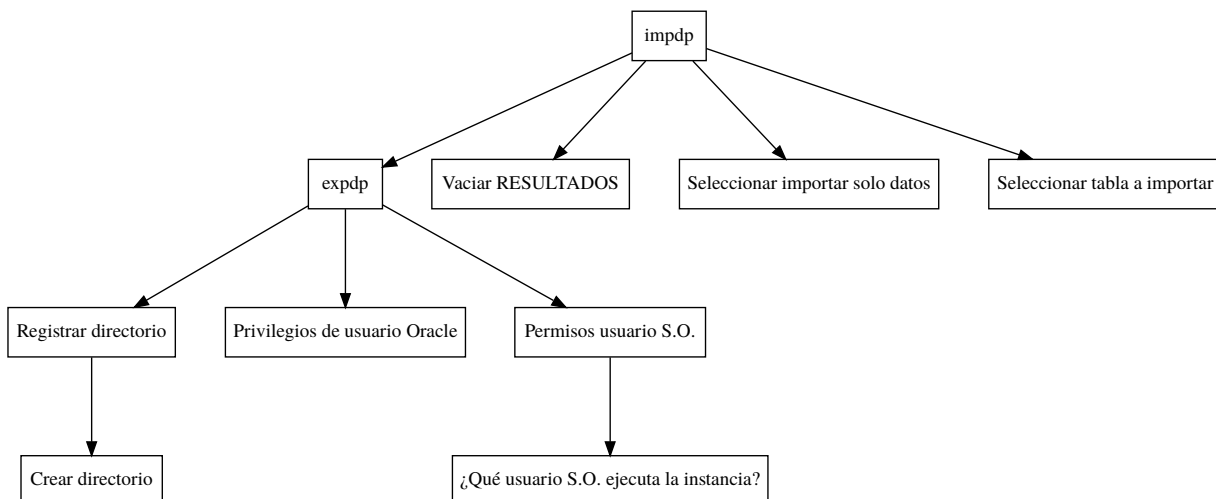 impdp
expdp
Vaciar RESULTADOS
Seleccionar importar solo datos
Seleccionar tabla a importar
Registrar directorio
Privilegios de usuario Oracle
Permisos usuario S.O.
Crear directorio
¿Qué usuario S.O. ejecuta la instancia?